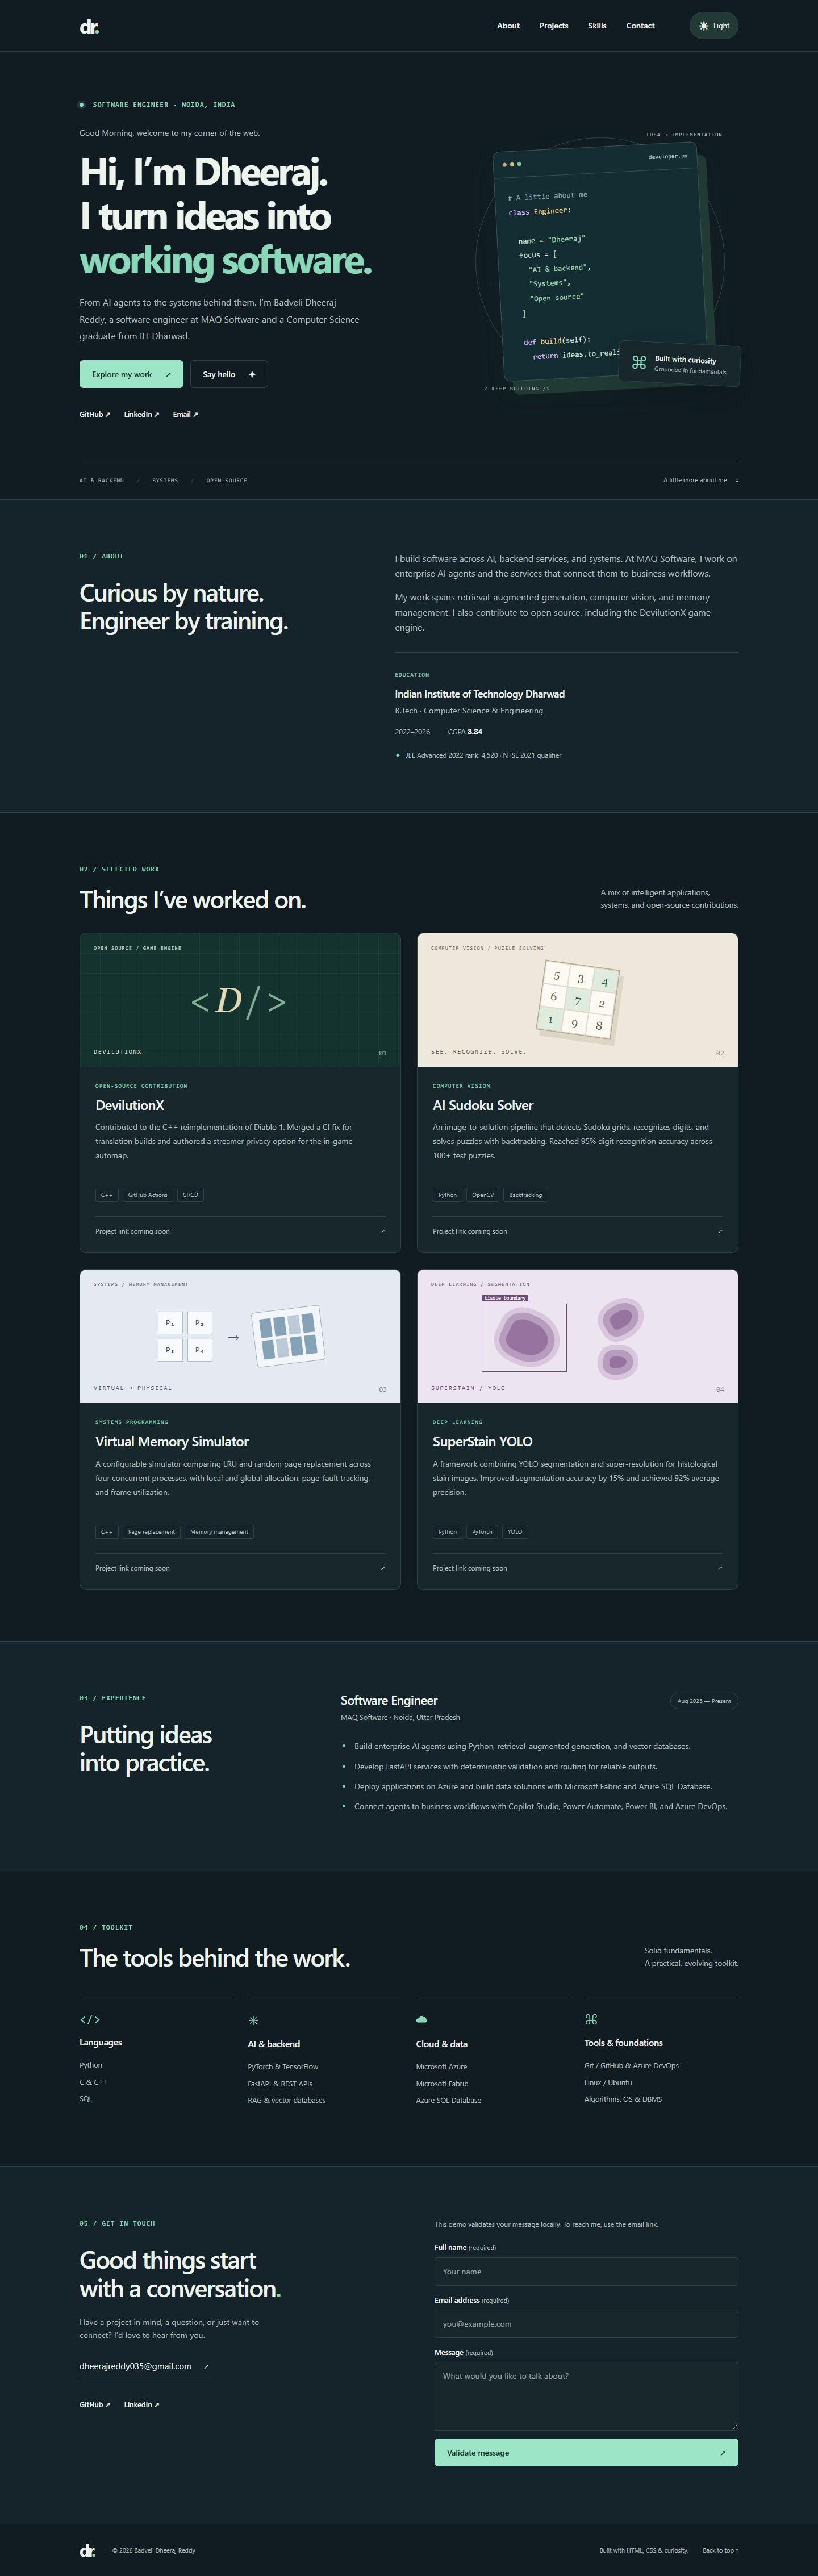 dr.
About Projects Skills Contact Light
SOFTWARE ENGINEER · NOIDA, INDIA
Good Morning, welcome to my corner of the web.
Hi, I’m Dheeraj.
I turn ideas into
working software.
From AI agents to the systems behind them. I’m Badveli Dheeraj
Reddy, a software engineer at MAQ Software and a Computer Science
graduate from IIT Dharwad.
Explore my work ↗ Say hello ✦
GitHub ↗ LinkedIn ↗ Email ↗
IDEA → IMPLEMENTATION
developer.py
# A little about me
class Engineer:
name = "Dheeraj"
focus = [
"AI & backend",
"Systems",
"Open source"
]
def build(self):
return ideas.to_reali
⌘ Built with curiosity
Grounded in fundamentals.
< KEEP BUILDING />
AI & BACKEND / SYSTEMS / OPEN SOURCE
A little more about me ↓
01 / ABOUT
Curious by nature.
Engineer by training.
I build software across AI, backend services, and systems. At MAQ Software, I work on
enterprise AI agents and the services that connect them to business workflows.
My work spans retrieval-augmented generation, computer vision, and memory
management. I also contribute to open source, including the DevilutionX game
engine.
EDUCATION
Indian Institute of Technology Dharwad
B.Tech · Computer Science & Engineering
2022–2026 CGPA 8.84
✦ JEE Advanced 2022 rank: 4,520 · NTSE 2021 qualifier
02 / SELECTED WORK
Things I’ve worked on.
A mix of intelligent applications,
systems, and open-source contributions.
OPEN SOURCE / GAME ENGINE
<D/>
DEVILUTIONX 01
OPEN-SOURCE CONTRIBUTION
DevilutionX
Contributed to the C++ reimplementation of Diablo 1. Merged a CI fix for
translation builds and authored a streamer privacy option for the in-game
automap.
C++ GitHub Actions CI/CD
Project link coming soon ↗
COMPUTER VISION / PUZZLE SOLVING
5 3 4
6 7 2
1 9 8
SEE. RECOGNIZE. SOLVE. 02
COMPUTER VISION
AI Sudoku Solver
An image-to-solution pipeline that detects Sudoku grids, recognizes digits, and
solves puzzles with backtracking. Reached 95% digit recognition accuracy across
100+ test puzzles.
Python OpenCV Backtracking
Project link coming soon ↗
SYSTEMS / MEMORY MANAGEMENT
P₁ P₂
P₃ P₄
→
VIRTUAL → PHYSICAL 03
SYSTEMS PROGRAMMING
Virtual Memory Simulator
A configurable simulator comparing LRU and random page replacement across
four concurrent processes, with local and global allocation, page-fault tracking,
and frame utilization.
C++ Page replacement Memory management
Project link coming soon ↗
DEEP LEARNING / SEGMENTATION
tissue boundary
SUPERSTAIN / YOLO 04
DEEP LEARNING
SuperStain YOLO
A framework combining YOLO segmentation and super-resolution for histological
stain images. Improved segmentation accuracy by 15% and achieved 92% average
precision.
Python PyTorch YOLO
Project link coming soon ↗
03 / EXPERIENCE
Putting ideas
into practice.
Software Engineer
MAQ Software · Noida, Uttar Pradesh
Aug 2026 — Present
Build enterprise AI agents using Python, retrieval-augmented generation, and vector databases.
Develop FastAPI services with deterministic validation and routing for reliable outputs.
Deploy applications on Azure and build data solutions with Microsoft Fabric and Azure SQL Database.
Connect agents to business workflows with Copilot Studio, Power Automate, Power BI, and Azure DevOps.
04 / TOOLKIT
The tools behind the work.
Solid fundamentals.
A practical, evolving toolkit.
</>
Languages
Python
C & C++
SQL
AI & backend
PyTorch & TensorFlow
FastAPI & REST APIs
RAG & vector databases
Cloud & data
Microsoft Azure
Microsoft Fabric
Azure SQL Database
⌘
Tools & foundations
Git / GitHub & Azure DevOps
Linux / Ubuntu
Algorithms, OS & DBMS
05 / GET IN TOUCH
Good things start
with a conversation.
Have a project in mind, a question, or just want to
connect? I’d love to hear from you.
dheerajreddy035@gmail.com ↗
GitHub ↗ LinkedIn ↗
This demo validates your message locally. To reach me, use the email link.
Full name (required)
Your name
Email address (required)
you@example.com
Message (required)
What would you like to talk about?
Validate message ↗
dr.
© 2026 Badveli Dheeraj Reddy
Built with HTML, CSS & curiosity.
Back to top ↑